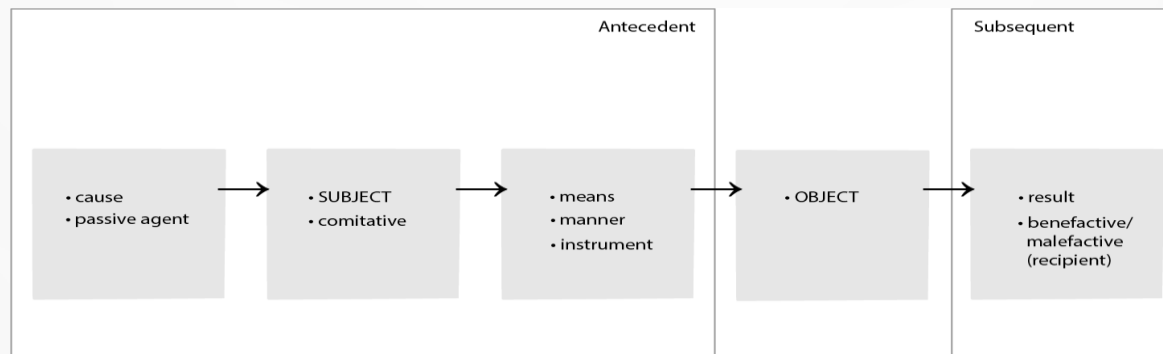 Antecedent
Subsequent
• cause
• passive agent
• SUBJECT
• comitative
• means
• manner
• instrument
• OBJECT
• result
• benefactive/
malefactive
(recipient)